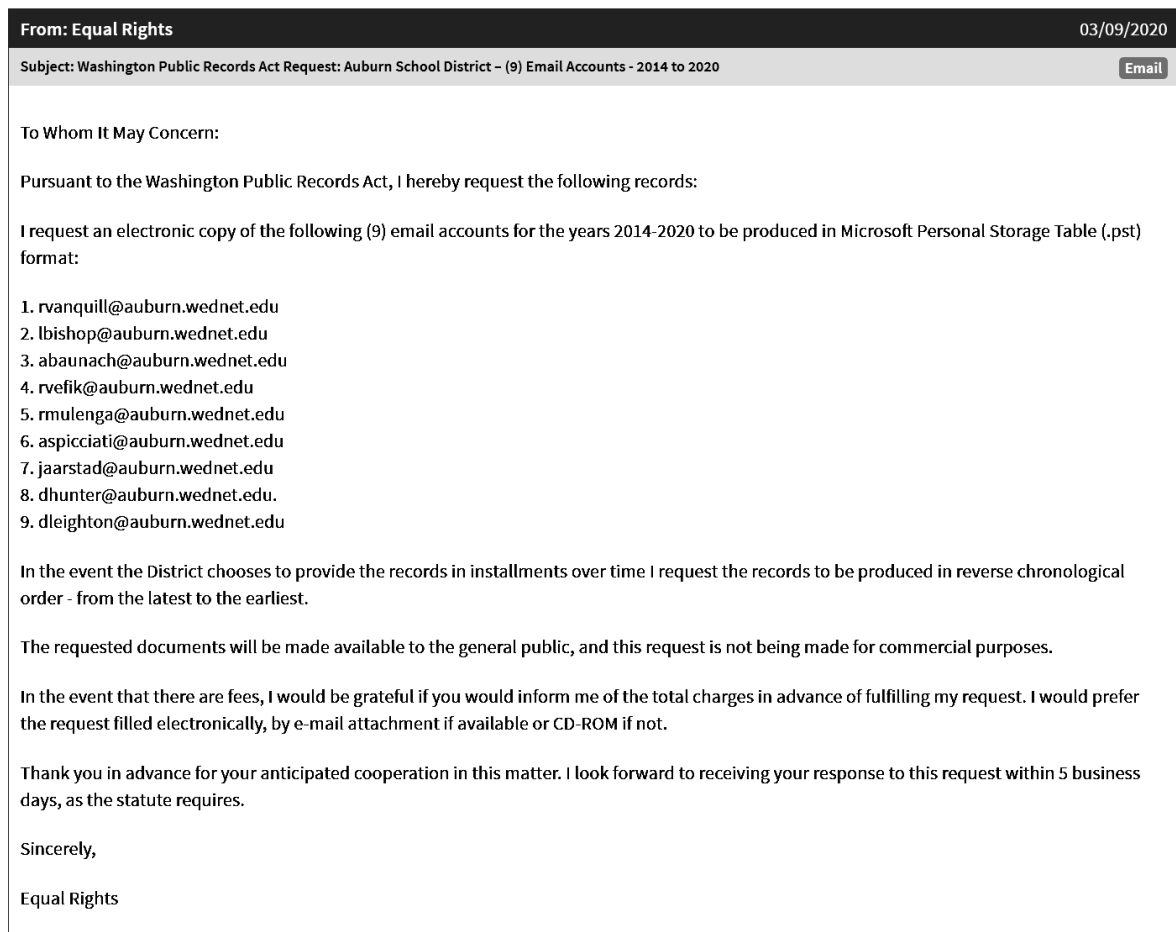 From: Equal Rights 03/09/2020
Subject: Washington Public Records Act Request: Auburn School District – (9) Email Accounts - 2014 to 2020 Email
To Whom It May Concern:
Pursuant to the Washington Public Records Act, I hereby request the following records:
I request an electronic copy of the following (9) email accounts for the years 2014-2020 to be produced in Microsoft Personal Storage Table (.pst)
format:
1. rvanquill@auburn.wednet.edu
2. lbishop@auburn.wednet.edu
3. abaunach@auburn.wednet.edu
4. rvefik@auburn.wednet.edu
5. rmulenga@auburn.wednet.edu
6. aspicciati@auburn.wednet.edu
7. jaarstad@auburn.wednet.edu
8. dhunter@auburn.wednet.edu.
9. dleighton@auburn.wednet.edu
In the event the District chooses to provide the records in installments over time I request the records to be produced in reverse chronological
order - from the latest to the earliest.
The requested documents will be made available to the general public, and this request is not being made for commercial purposes.
In the event that there are fees, I would be grateful if you would inform me of the total charges in advance of fulfilling my request. I would prefer
the request filled electronically, by e-mail attachment if available or CD-ROM if not.
Thank you in advance for your anticipated cooperation in this matter. I look forward to receiving your response to this request within 5 business
days, as the statute requires.
Sincerely,
Equal Rights